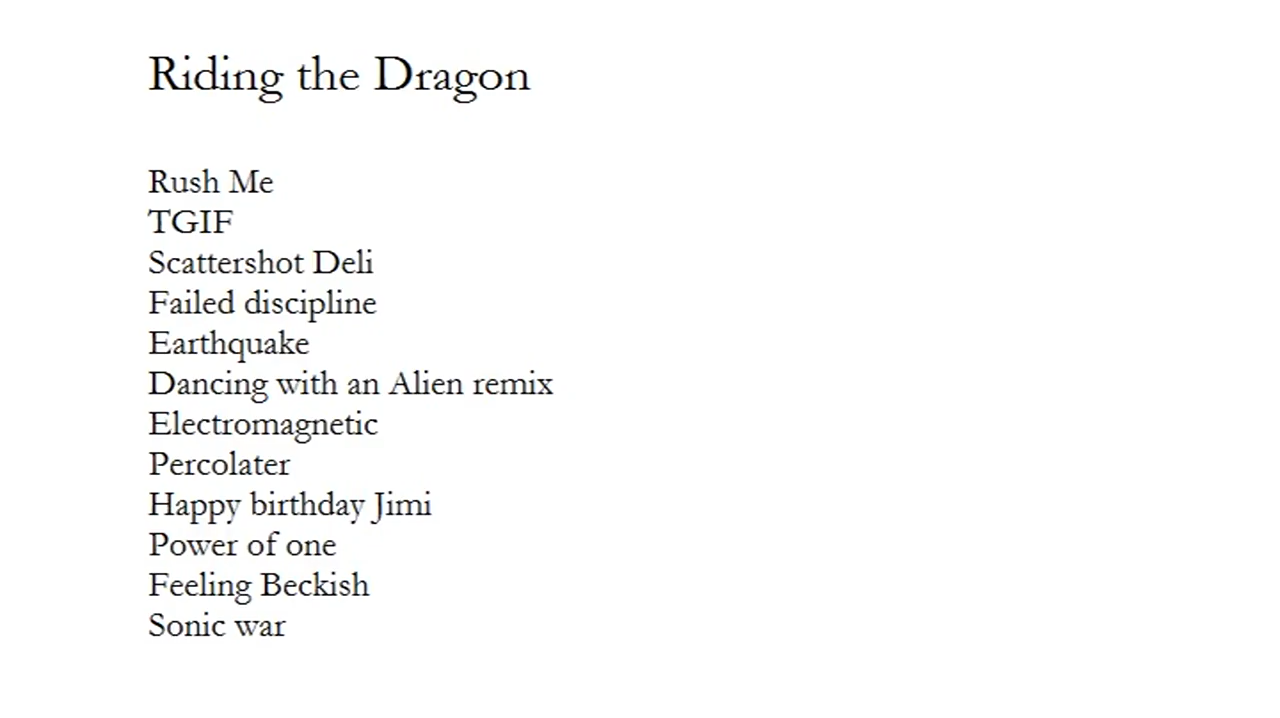 Riding the Dragon
Rush Me
TGIF
Scattershot Deli
Failed discipline
Earthquake
Dancing with an Alien remix
Electromagnetic
Percolater
Happy birthday Jimi
Power of one
Feeling Beckish
Sonic war